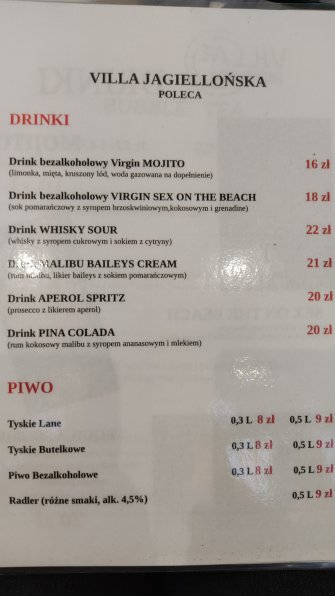 VILLA JAGIELLOŃSKA
POLECA
DRINKI
Drink bezalkoholowy Virgin MOJITO 16 zł
(limonka, mięta, kruszony lód, woda gazowana na dopełnienie)
Drink bezalkoholowy VIRGIN SEX ON THE BEACH 18 zł
(sok pomarańczowy z syropem brzoskwiniowym,kokosowym i grenadine)
Drink WHISKY SOUR 22 zł
(whisky z syropem cukrowym i sokiem z cytryny)
Drink MALIBU BAILEYS CREAM 21 zł
(rum malibu, likier baileys z sokiem pomarańczowym)
Drink APEROL SPRITZ 20 zł
(prosecco z likierem aperol)
Drink PINA COLADA 20 zł
(rum kokosowy malibu z syropem ananasowym i mlekiem)
PIWO
Tyskie Lane 0,3 L 8 zł 0,5 L 9 zł
Tyskie Butelkowe 0,3 L 8 zł 0,5 L 9 zł
Piwo Bezalkoholowe 0,3 L 8 zł 0,5 L 9 zł
Radler (różne smaki, alk. 4,5%) 0,5 L 9 zł